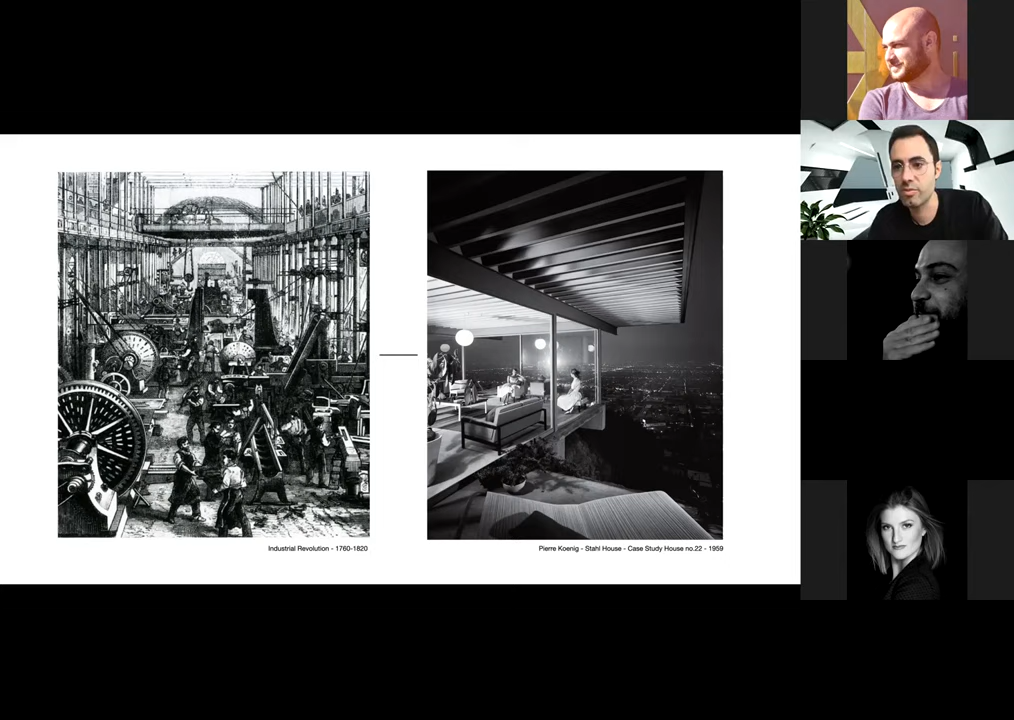 Industrial Revolution - 1760-1820
Pierre Koenig - Stahl House - Case Study House no.22 - 1959